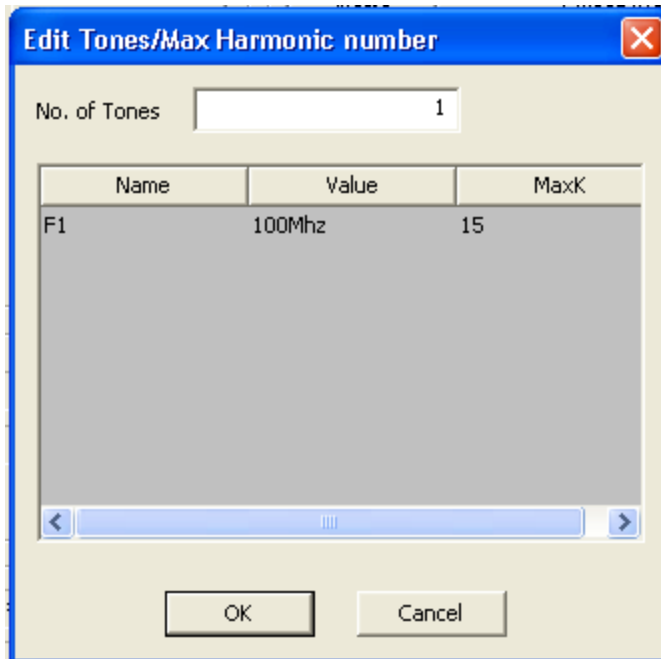 Edit Tones/Max Harmonic number
No. of Tones 1
Name Value MaxK
F1 100Mhz 15
OK Cancel